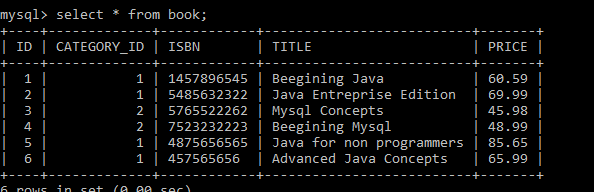 mysql> select * from book;
+----+-------------+------------+---------------------------+-------+
| ID | CATEGORY_ID | ISBN       | TITLE                     | PRICE |
+----+-------------+------------+---------------------------+-------+
|  1 |           1 | 1457896545 | Beegining Java            | 60.59 |
|  2 |           1 | 5485632322 | Java Entreprise Edition   | 69.99 |
|  3 |           2 | 5765522262 | Mysql Concepts            | 45.98 |
|  4 |           2 | 7523232223 | Beegining Mysql           | 48.99 |
|  5 |           1 | 4875656565 | Java for non programmers  | 85.65 |
|  6 |           1 | 457565656  | Advanced Java Concepts    | 65.99 |
+----+-------------+------------+---------------------------+-------+
6 rows in set (0.00 sec)